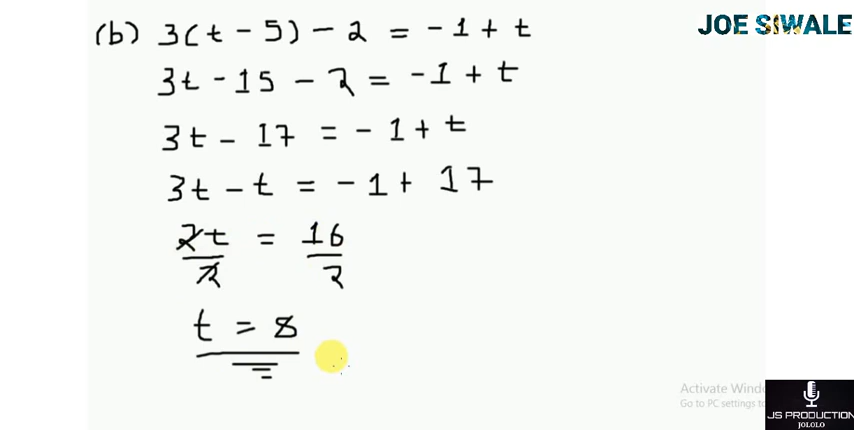 JOE SIWALE
(b) 3(t - 5) - 2 = - 1 + t
3t - 15 - 2 = - 1 + t
3t - 17 = - 1 + t
3t - t = - 1 + 17
2t/2 = 16/2
t = 8
Activate Wind
Go to PC settings to
JS PRODUCTION
JOLOLO